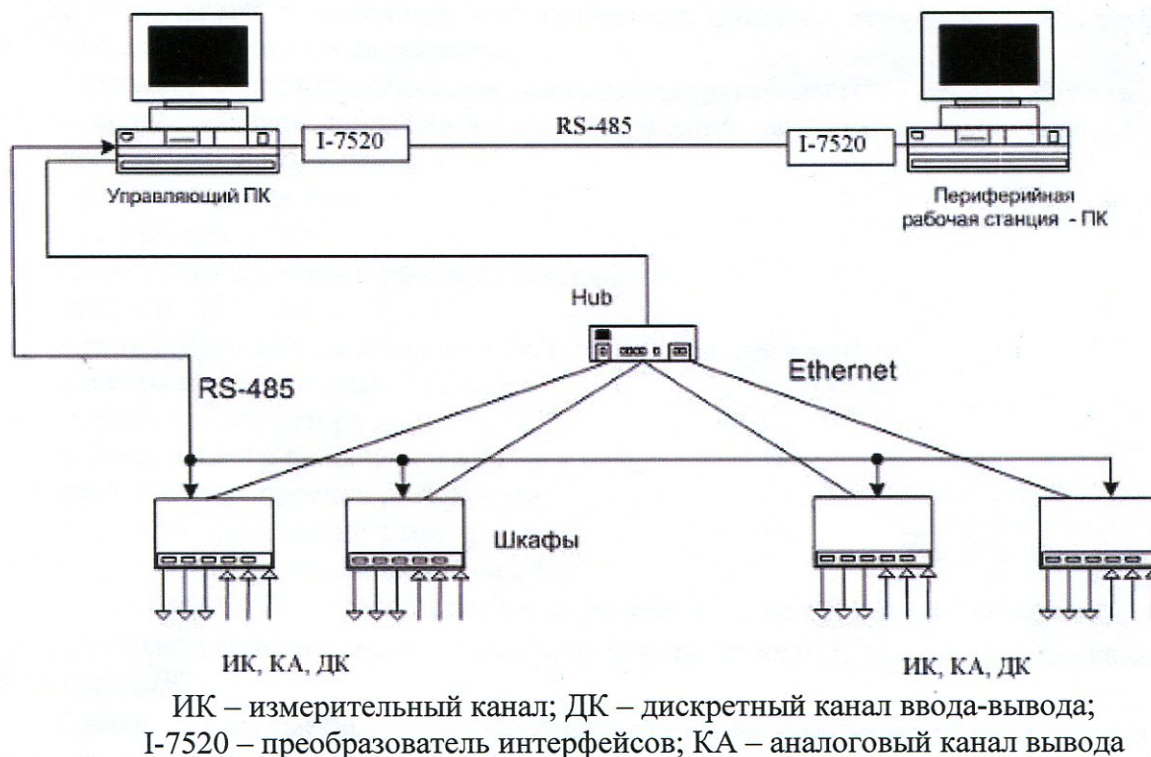 I-7520
RS-485
I-7520
Управляющий ПК
Периферийная
рабочая станция - ПК
Hub
Ethernet
RS-485
Шкафы
ИК, КА, ДК
ИК, КА, ДК
ИК – измерительный канал; ДК – дискретный канал ввода-вывода;
I-7520 – преобразователь интерфейсов; КА – аналоговый канал вывода